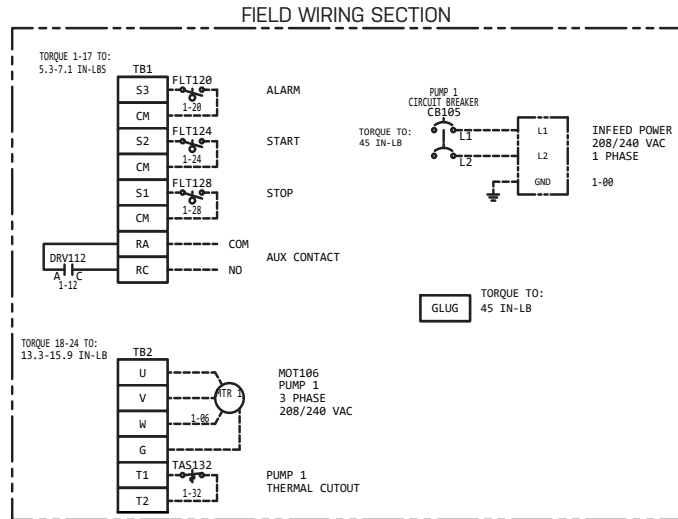 FIELD WIRING SECTION
TORQUE 1-17 TO:
5.3-7.1 IN-LBS
TB1
S3
FLT120
1-20
ALARM
CM
S2
FLT124
1-24
START
CM
S1
FLT128
1-28
STOP
CM
RA
COM
AUX CONTACT
RC
NO
DRV112
A C
1-12
PUMP 1
CIRCUIT BREAKER
CB105
TORQUE TO:
45 IN-LB
L1
L2
L1
L2
GND
INFEED POWER
208/240 VAC
1 PHASE
1-00
GLUG
TORQUE TO:
45 IN-LB
TORQUE 18-24 TO:
13.3-15.9 IN-LB
TB2
U
V
W
G
T1
T2
MTR 1
1-06
MOT106
PUMP 1
3 PHASE
208/240 VAC
TAS132
1-32
PUMP 1
THERMAL CUTOUT